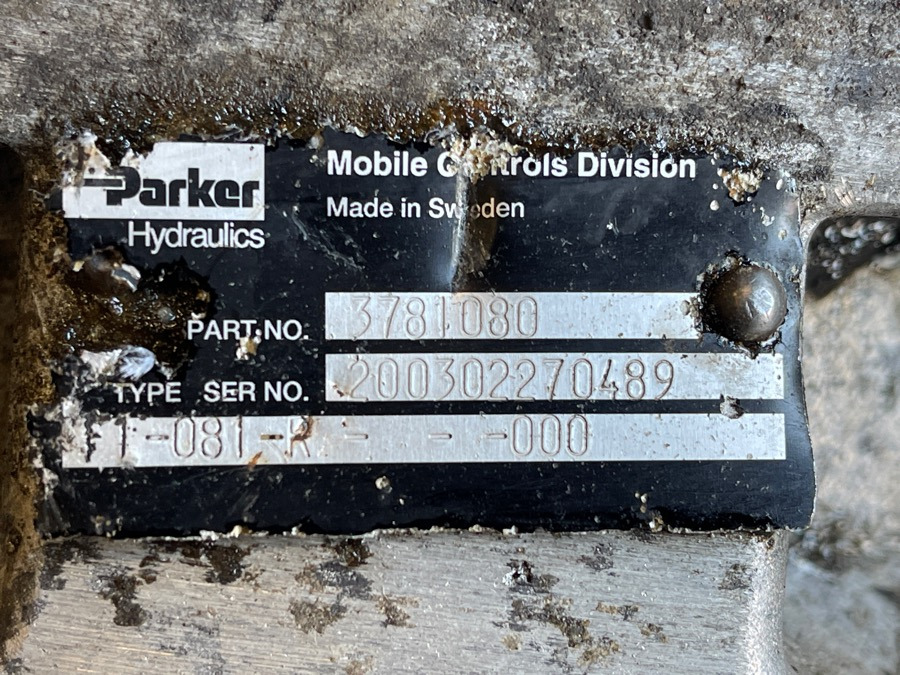 Parker
Hydraulics
Mobile Controls Division
Made in Sweden
PART NO. 3781080
TYPE SER NO. 200302270489
F1-081-R - - -000